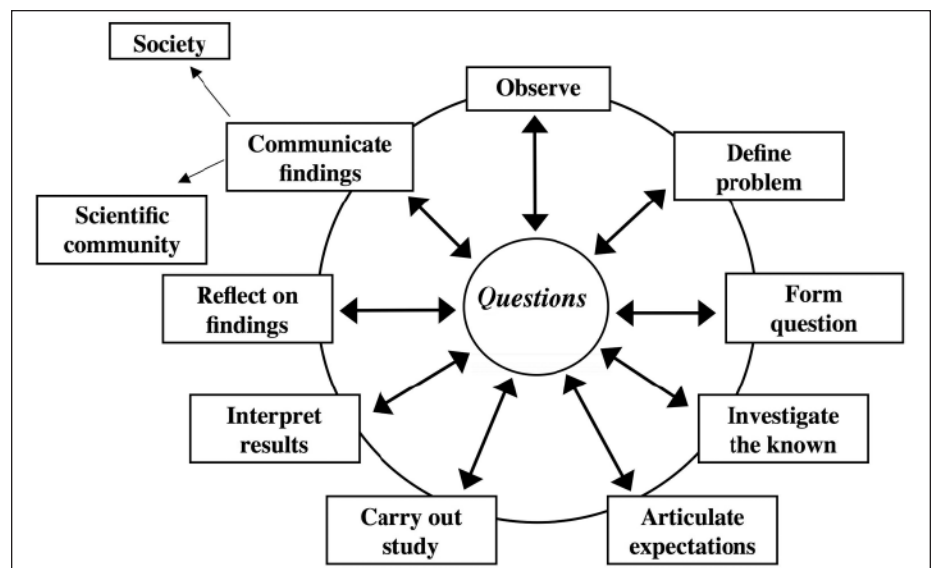 Society
Observe
Communicate
findings
Define
problem
Scientific
community
Questions
Reflect on
findings
Form
question
Interpret
results
Investigate
the known
Carry out
study
Articulate
expectations